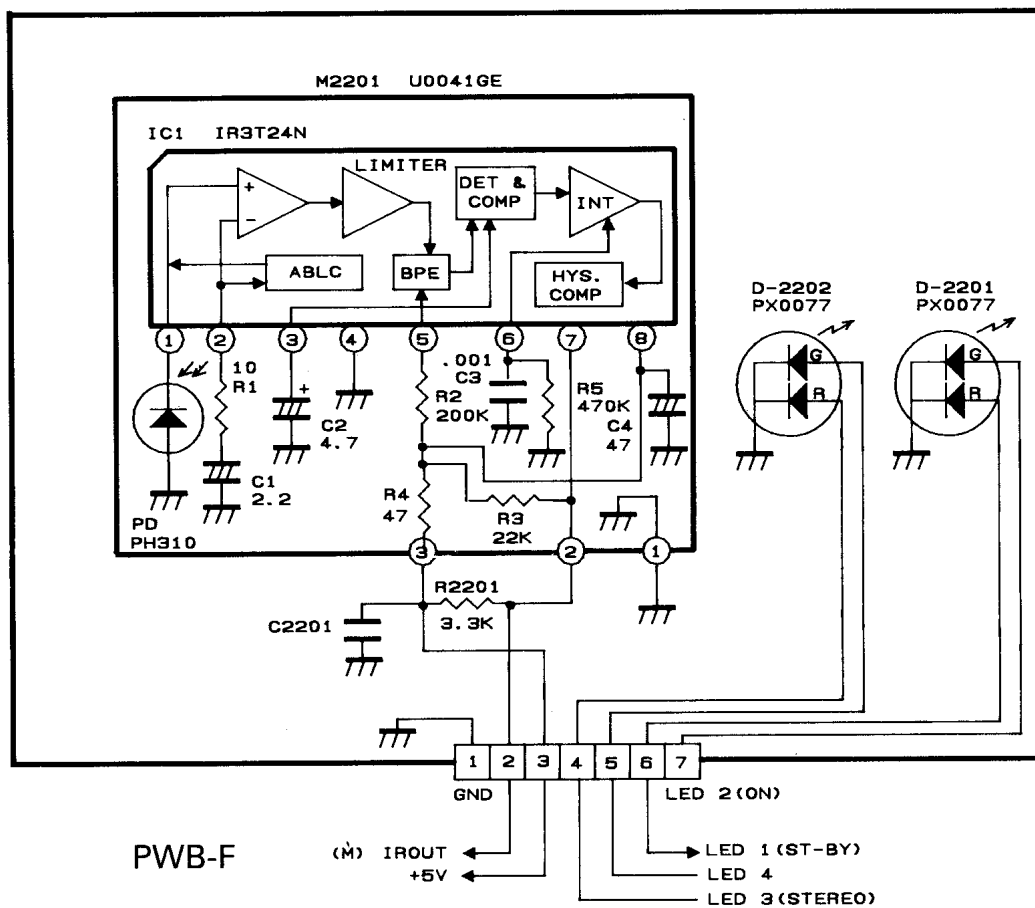 M2201 U0041GE
IC1 IR3T24N
LIMITER
DET &
COMP
INT
+
−
ABLC
BPE
HYS.
COMP
1 2 3 4 5 6 7 8
D-2202
PX0077
D-2201
PX0077
G
R
G
R
10
R1
+
C2
4.7
R2
200K
.001
C3
R5
470K
C4
47
C1
2.2
R4
47
R3
22K
PD
PH310
3 2 1
R2201
3.3K
C2201
1 2 3 4 5 6 7
GND
LED 2(ON)
PWB-F
(M) IROUT
+5V
LED 1(ST-BY)
LED 4
LED 3(STEREO)